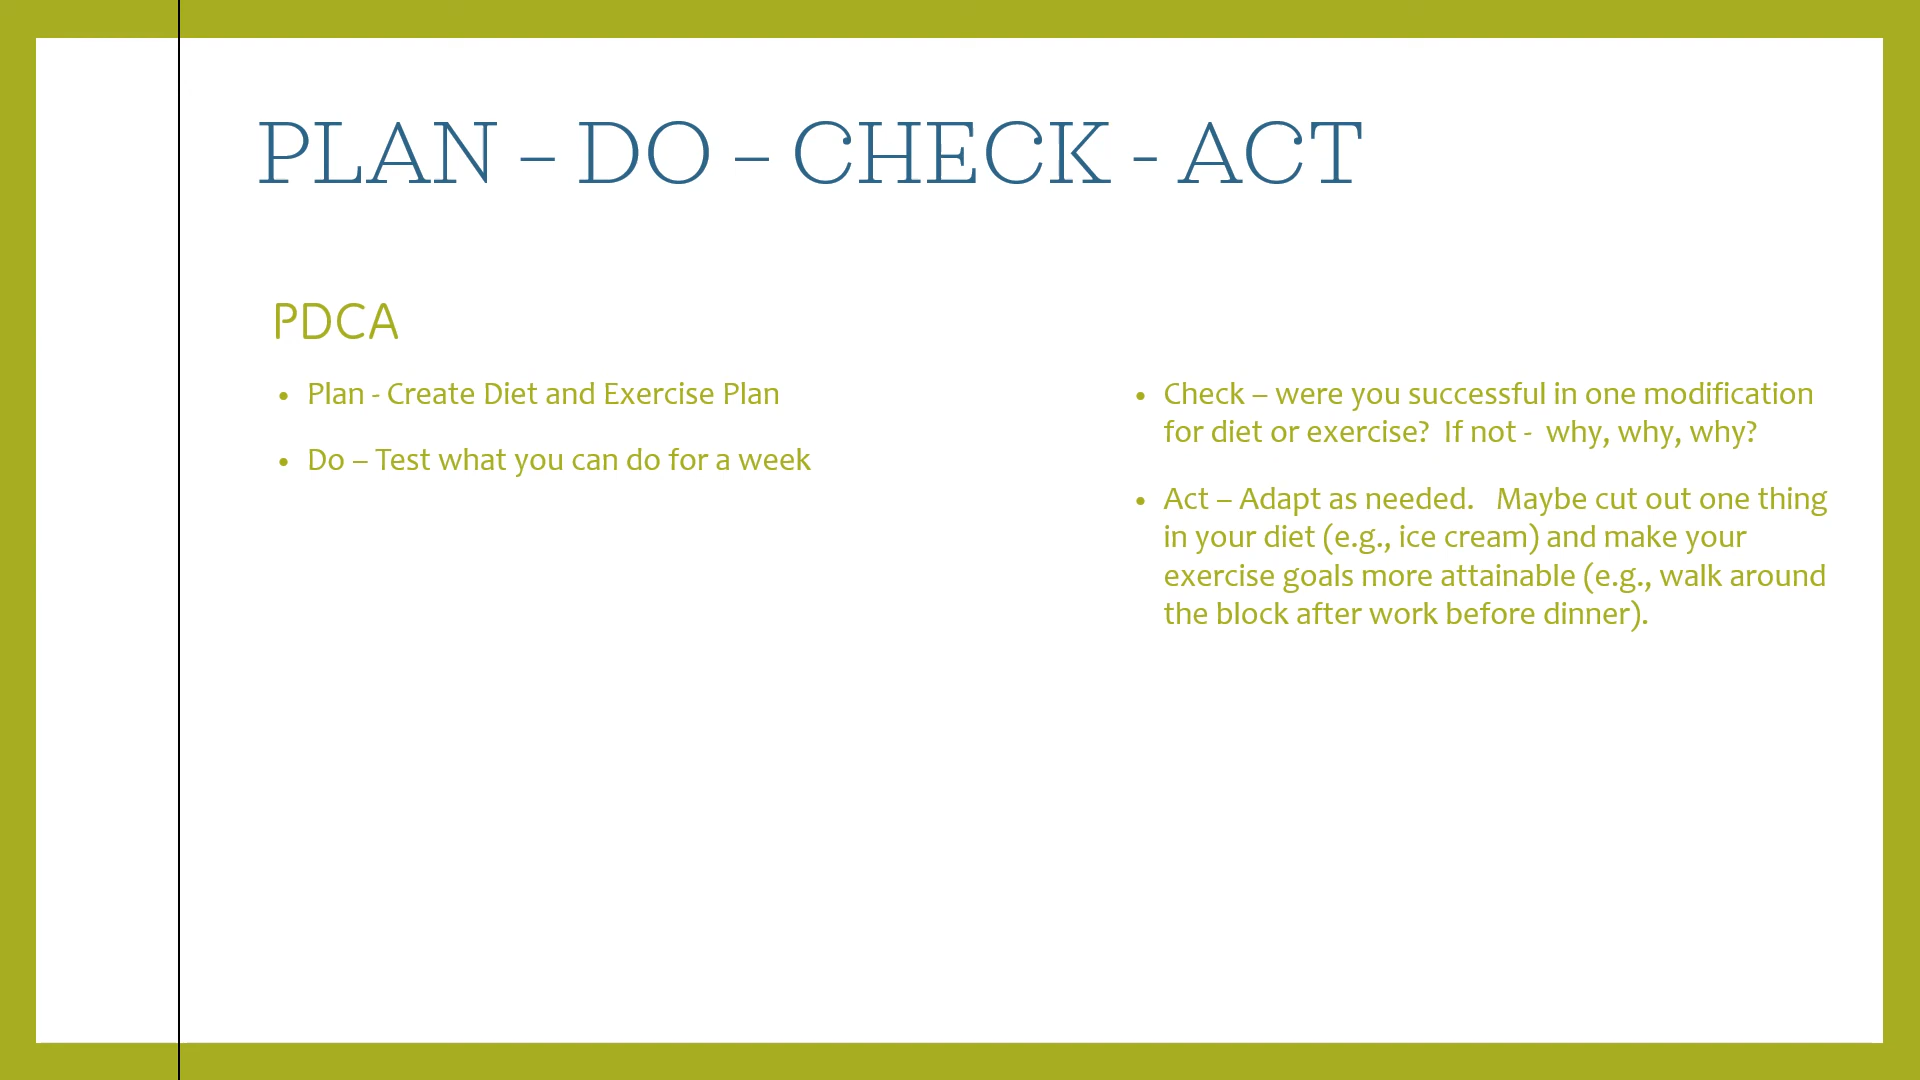 PLAN – DO – CHECK - ACT
PDCA
• Plan - Create Diet and Exercise Plan
• Do – Test what you can do for a week
• Check – were you successful in one modification
for diet or exercise?  If not -  why, why, why?
• Act – Adapt as needed.   Maybe cut out one thing
in your diet (e.g., ice cream) and make your
exercise goals more attainable (e.g., walk around
the block after work before dinner).